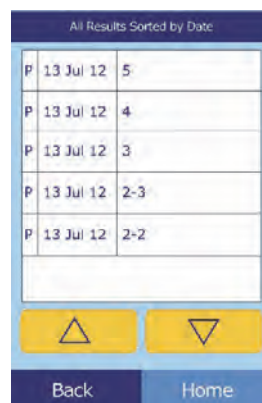 All Results Sorted by Date
P 13 Jul 12 5
P 13 Jul 12 4
P 13 Jul 12 3
P 13 Jul 12 2-3
P 13 Jul 12 2-2
Back Home